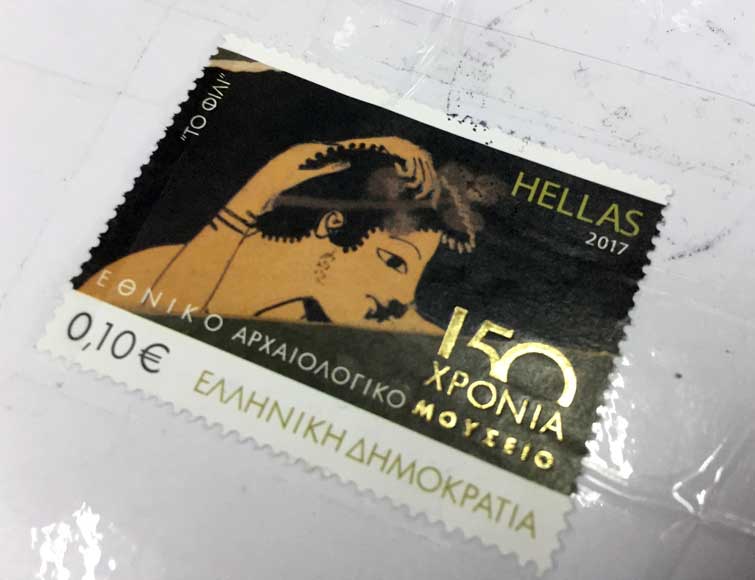 "ΤΟ ΦΙΛΙ"
HELLAS
2017
150
ΧΡΟΝΙΑ
ΕΘΝΙΚΟ ΑΡΧΑΙΟΛΟΓΙΚΟ ΜΟΥΣΕΙΟ
0,10€
ΕΛΛΗΝΙΚΗ ΔΗΜΟΚΡΑΤΙΑ